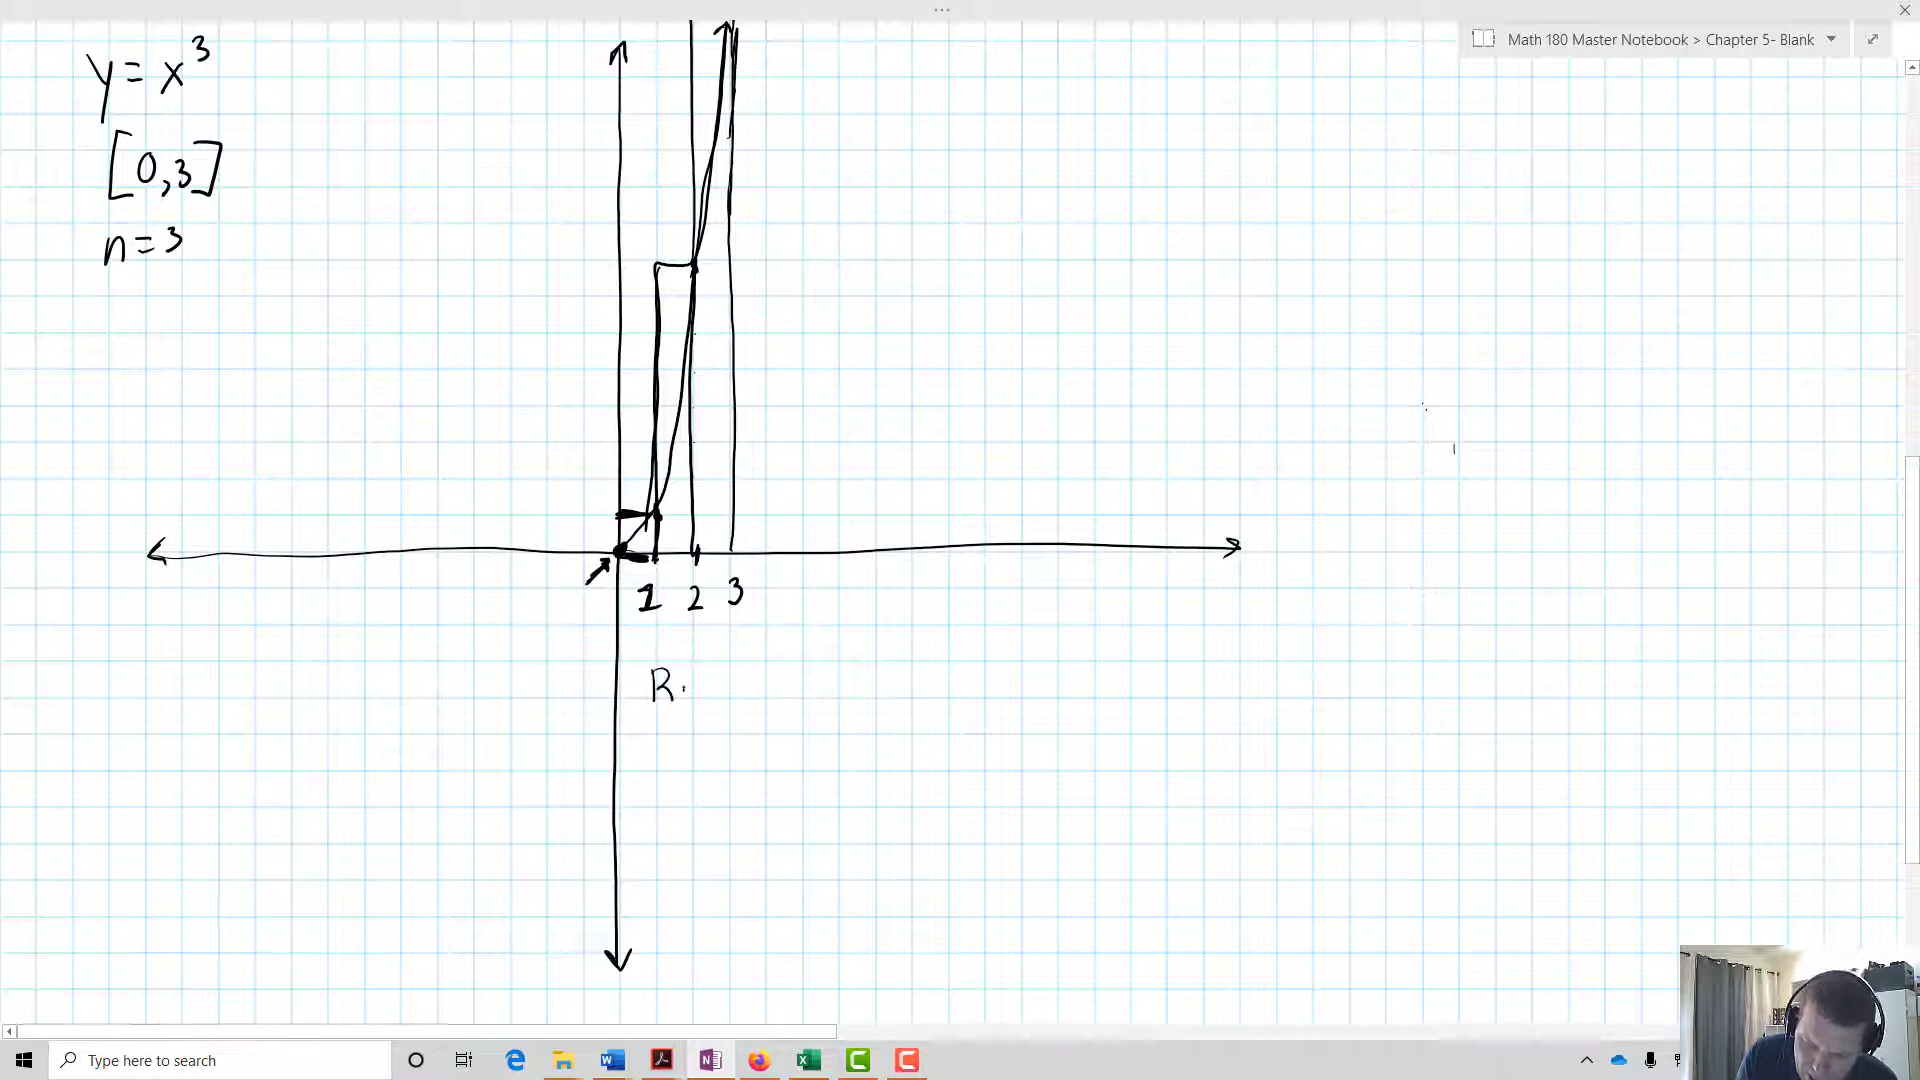 Math 180 Master Notebook > Chapter 5- Blank
y = x³
[0,3]
n = 3
1 2 3
R.
Type here to search